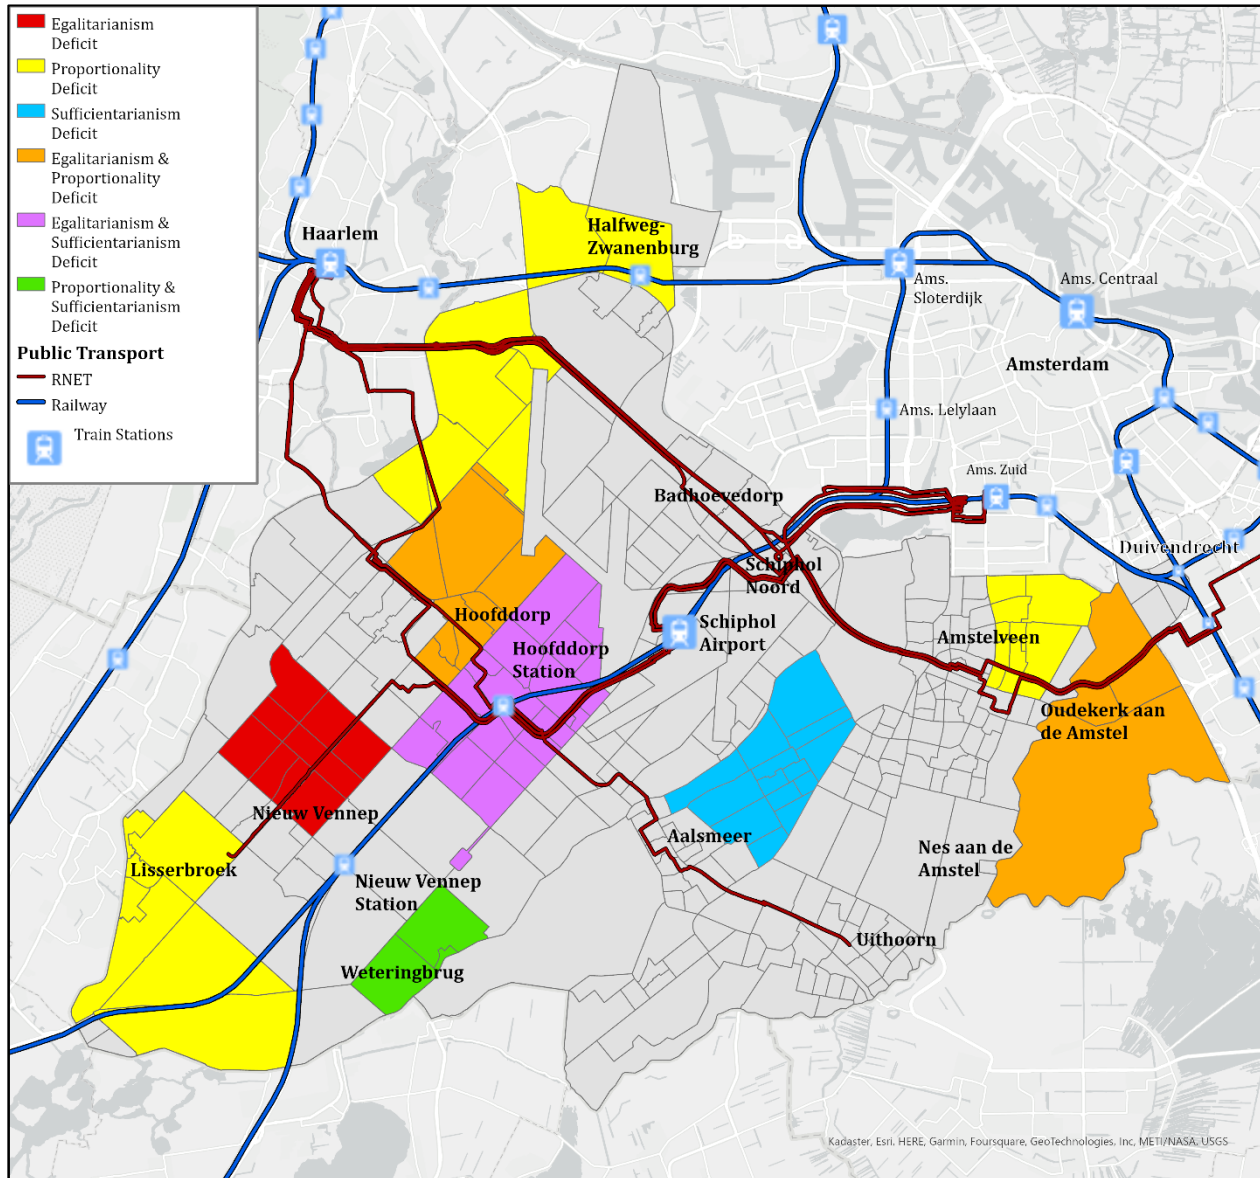 Egalitarianism
Deficit
Proportionality
Deficit
Sufficientarianism
Deficit
Egalitarianism &
Proportionality
Deficit
Egalitarianism &
Sufficientarianism
Deficit
Proportionality &
Sufficientarianism
Deficit
Public Transport
RNET
Railway
Train Stations
Haarlem
Halfweg-
Zwanenburg
Ams.
Sloterdijk
Ams. Centraal
Amsterdam
Ams. Lelylaan
Ams. Zuid
Badhoevedorp
Duivendrecht
Schiphol
Noord
Schiphol
Airport
Hoofddorp
Hoofddorp
Station
Amstelveen
Oudekerk aan
de Amstel
Nieuw Vennep
Aalsmeer
Lisserbroek
Nes aan de
Amstel
Nieuw Vennep
Station
Uithoorn
Weteringbrug
Kadaster, Esri, HERE, Garmin, Foursquare, GeoTechnologies, Inc, METI/NASA, USGS